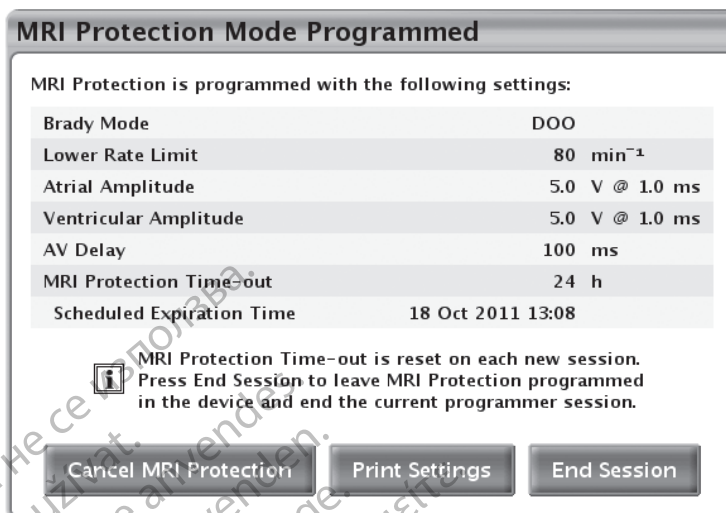 MRI Protection Mode Programmed
MRI Protection is programmed with the following settings:
Brady Mode DOO
Lower Rate Limit 80 min⁻¹
Atrial Amplitude 5.0 V @ 1.0 ms
Ventricular Amplitude 5.0 V @ 1.0 ms
AV Delay 100 ms
MRI Protection Time-out 24 h
Scheduled Expiration Time 18 Oct 2011 13:08
MRI Protection Time-out is reset on each new session.
Press End Session to leave MRI Protection programmed
in the device and end the current programmer session.
Cancel MRI Protection Print Settings End Session
не се използва.
anvendes.